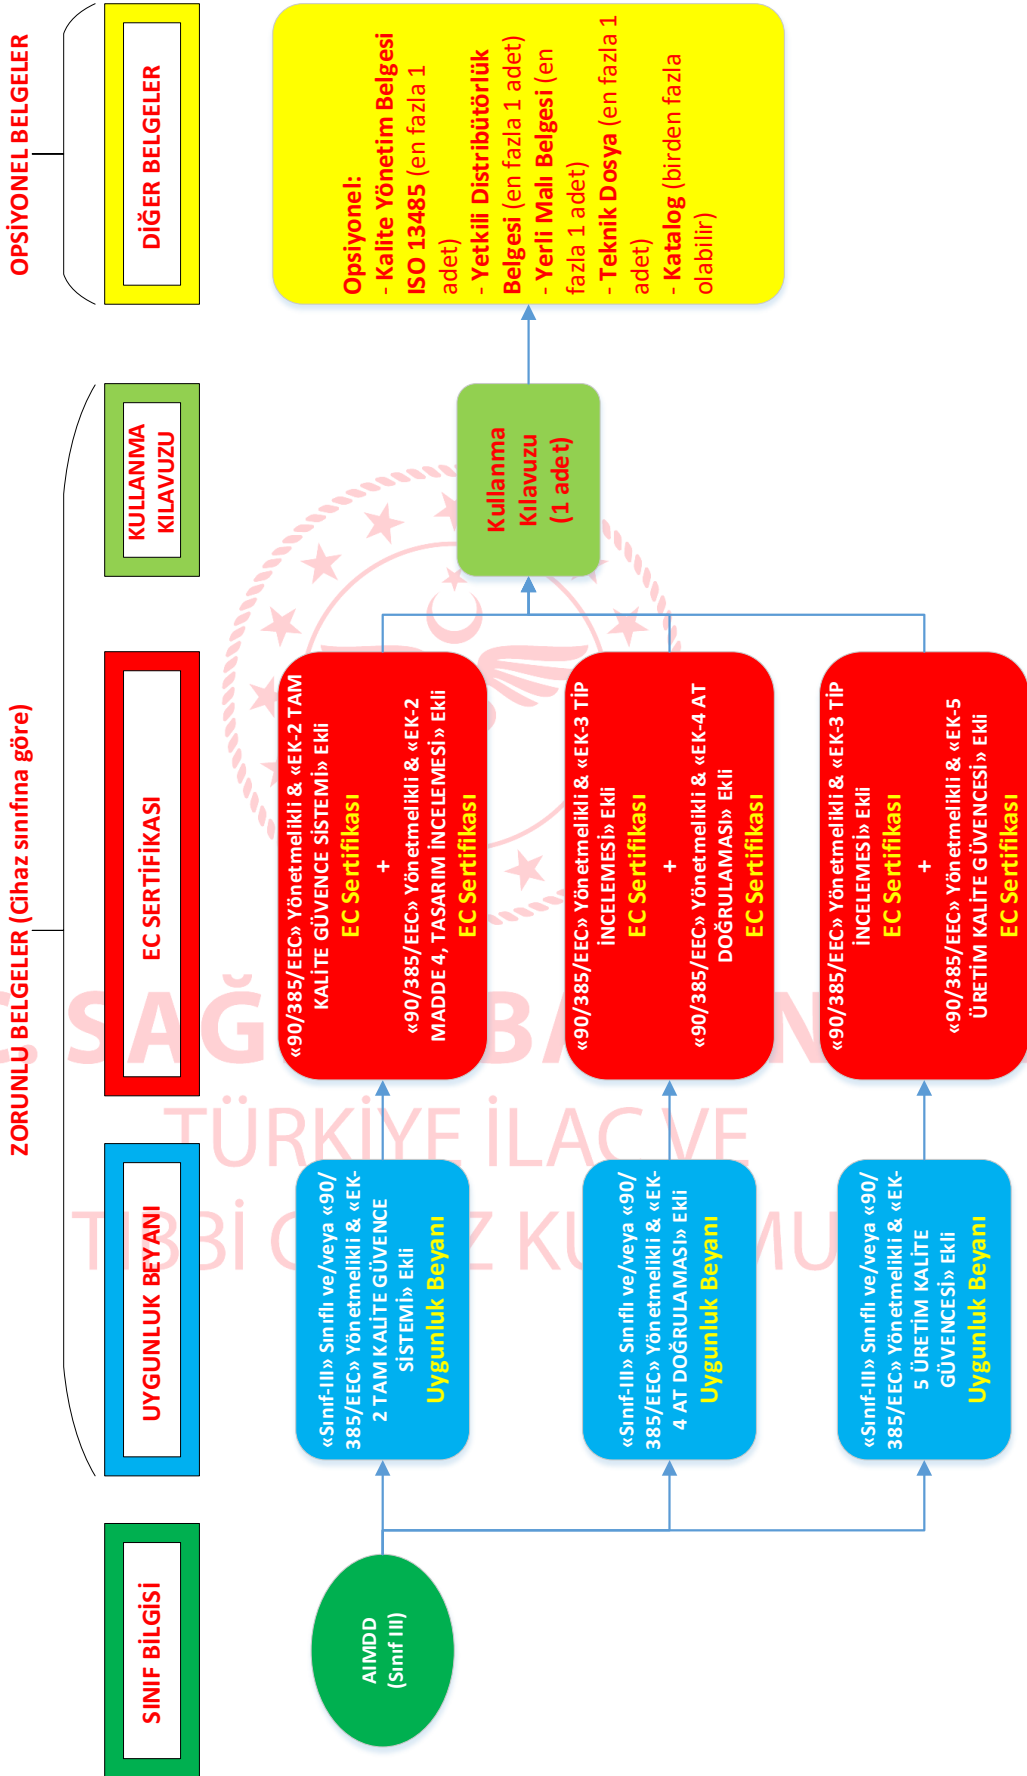 ZORUNLU BELGELER (Cihaz sınıfına göre)
OPSİYONEL BELGELER
SINIF BİLGİSİ
UYGUNLUK BEYANI
EC SERTİFİKASI
KULLANMA
KILAVUZU
DİĞER BELGELER
AIMDD
(Sınıf III)
«Sınıf-III» Sınıflı ve/veya «90/
385/EEC» Yönetmelikli & «EK-
2 TAM KALİTE GÜVENCE
SİSTEMİ» Ekli
Uygunluk Beyanı
«90/385/EEC» Yönetmelikli & «EK-2 TAM
KALİTE GÜVENCE SİSTEMİ» Ekli
EC Sertifikası
+
«90/385/EEC» Yönetmelikli & «EK-2
MADDE 4, TASARIM İNCELEMESİ» Ekli
EC Sertifikası
«Sınıf-III» Sınıflı ve/veya «90/
385/EEC» Yönetmelikli & «EK-
4 AT DOĞRULAMASI» Ekli
Uygunluk Beyanı
«90/385/EEC» Yönetmelikli & «EK-3 TİP
İNCELEMESİ» Ekli
EC Sertifikası
+
«90/385/EEC» Yönetmelikli & «EK-4 AT
DOĞRULAMASI» Ekli
EC Sertifikası
«Sınıf-III» Sınıflı ve/veya «90/
385/EEC» Yönetmelikli & «EK-
5 ÜRETİM KALİTE
GÜVENCESİ» Ekli
Uygunluk Beyanı
«90/385/EEC» Yönetmelikli & «EK-3 TİP
İNCELEMESİ» Ekli
EC Sertifikası
+
«90/385/EEC» Yönetmelikli & «EK-5
ÜRETİM KALİTE GÜVENCESİ» Ekli
EC Sertifikası
Kullanma
Kılavuzu
(1 adet)
Opsiyonel:
- Kalite Yönetim Belgesi
ISO 13485 (en fazla 1
adet)
- Yetkili Distribütörlük
Belgesi (en fazla 1 adet)
- Yerli Malı Belgesi (en
fazla 1 adet)
- Teknik Dosya (en fazla 1
adet)
- Katalog (birden fazla
olabilir)
TÜRKİYE İLAÇ VE